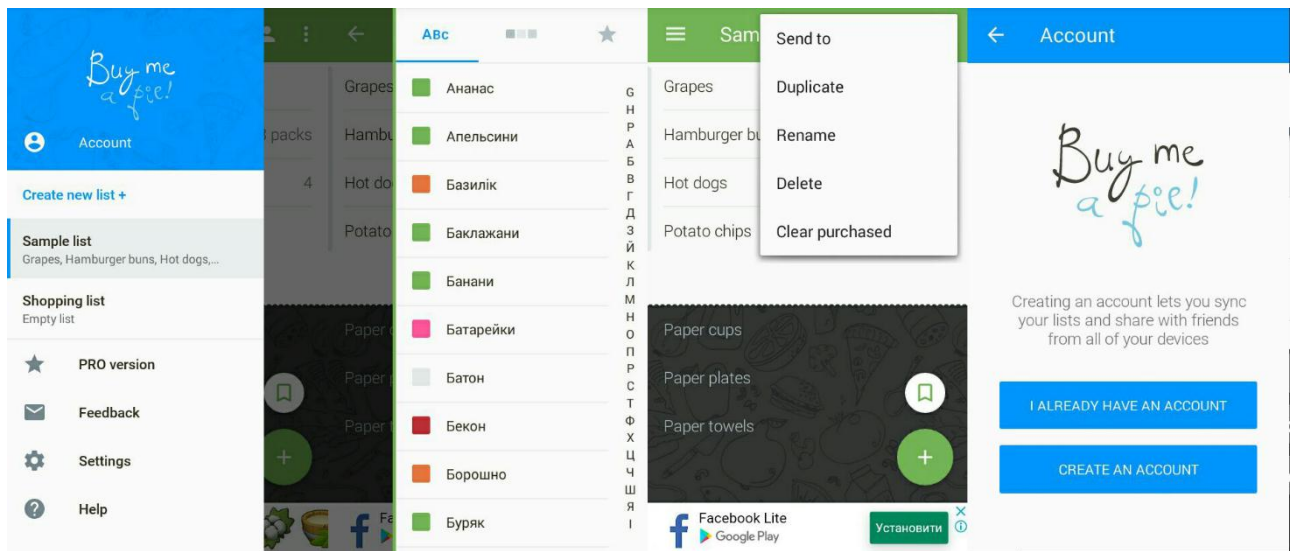 Buy me
a pie!
Account
Create new list +
Sample list
Grapes, Hamburger buns, Hot dogs,...
Shopping list
Empty list
PRO version
Feedback
Settings
Help
packs
4
Grapes
Hambu
Hot do
Potato
Paper
Paper
Paper
ABC
Ананас
Апельсини
Базилік
Баклажани
Банани
Батарейки
Батон
Бекон
Борошно
Буряк
G
H
P
А
Б
В
Г
Д
З
Й
К
Л
М
Н
О
П
Р
С
Т
Ф
Х
Ц
Ч
Ш
Я
І
Sam
Grapes
Hamburger bu
Hot dogs
Potato chips
Send to
Duplicate
Rename
Delete
Clear purchased
Paper cups
Paper plates
Paper towels
+
Facebook Lite
Google Play
Установити
Account
Buy me
a pie!
Creating an account lets you sync
your lists and share with friends
from all of your devices
I ALREADY HAVE AN ACCOUNT
CREATE AN ACCOUNT